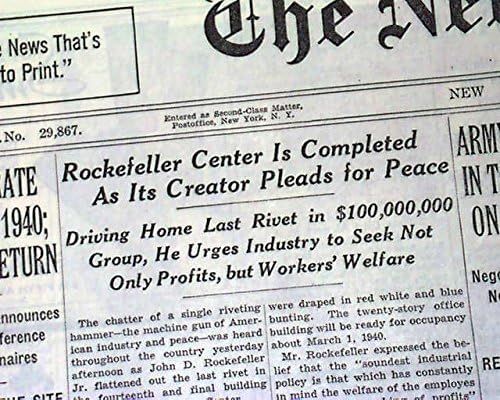 e News That's
to Print."
The Ne
Entered as Second-Class Matter,
Postoffice, New York, N. Y.
No. 29,867.
NEW
ATE
1940;
ETURN
nnounces
ference
naires
Rockefeller Center Is Completed
As Its Creator Pleads for Peace
Driving Home Last Rivet in $100,000,000
Group, He Urges Industry to Seek Not
Only Profits, but Workers' Welfare
The chatter of a single riveting
hammer—the machine gun of Amer-
ican industry and peace—was heard
throughout the country yesterday
afternoon as John D. Rockefeller
Jr. flattened out the last rivet in
the fourteenth and final building
were draped in red white and blue
bunting. The twenty-story office
building will be ready for occupancy
about March 1, 1940.
Mr. Rockefeller expressed the be-
lief that the "soundest industrial
policy is that which has constantly
in mind the welfare of the employes
of profits"
ARMY
IN T
ON
Nego
RE